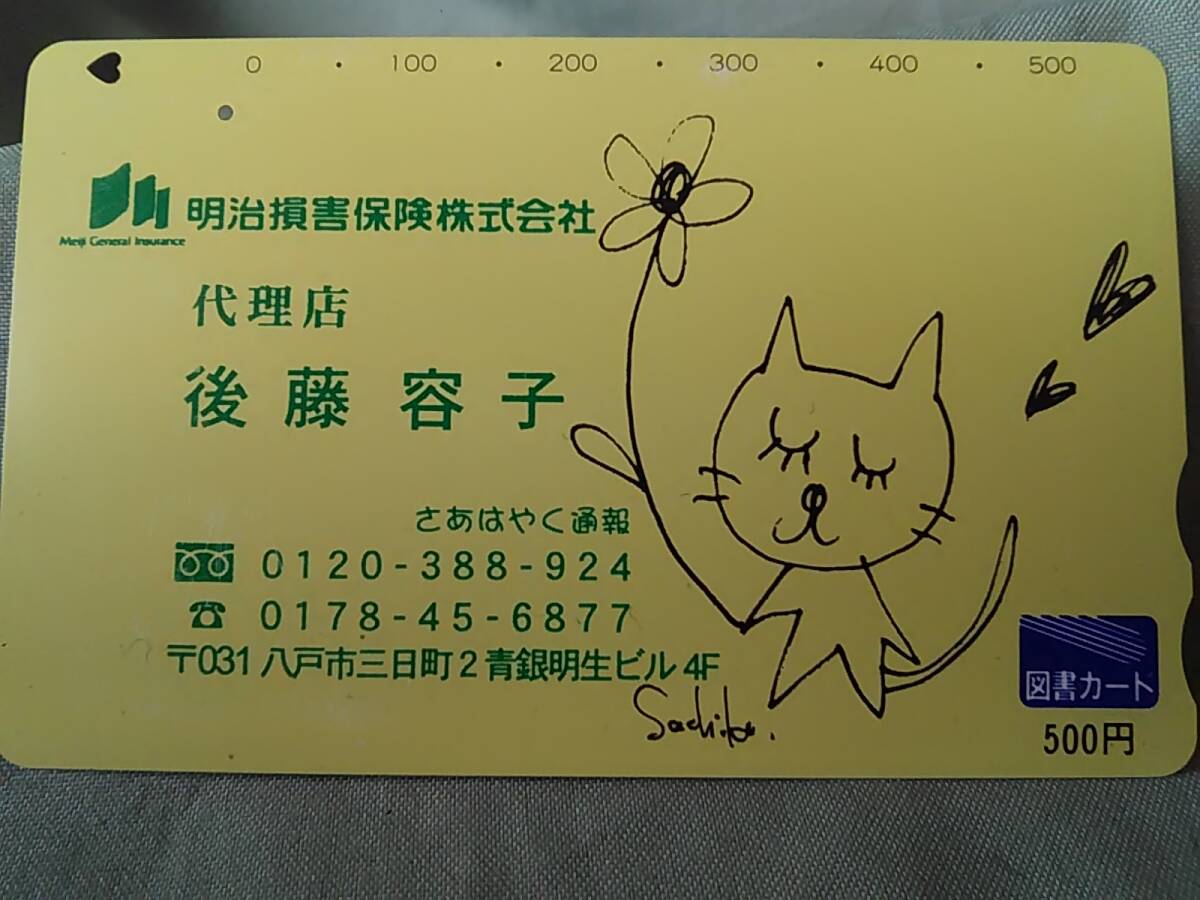 0 ・ 100 ・ 200 ・ 300 ・ 400 ・ 500
Meiji General Insurance
明治損害保険株式会社
代理店
後藤 容子
さあはやく通報
0120-388-924
0178-45-6877
〒031 八戸市三日町2 青銀明生ビル 4F
Sachiko.
図書カード
500円